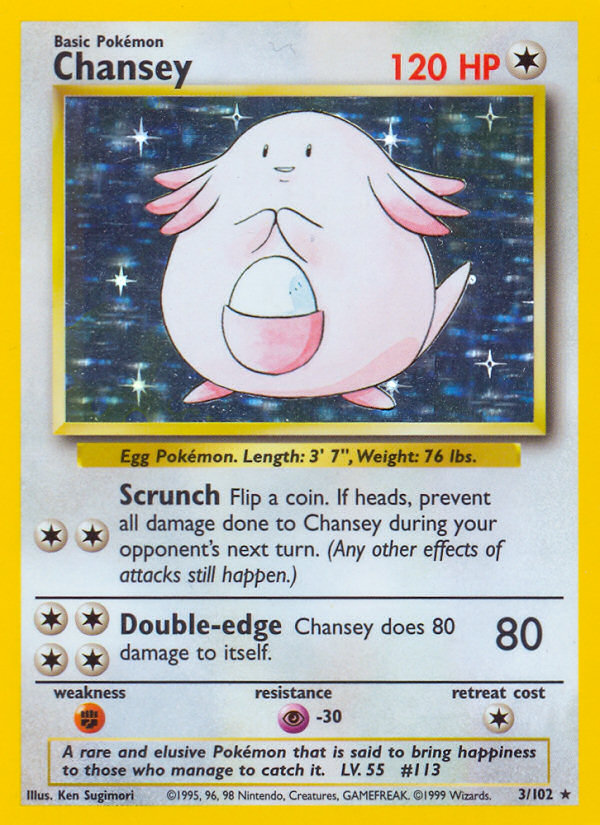 Basic Pokémon
Chansey
120 HP
Egg Pokémon. Length: 3' 7", Weight: 76 lbs.
Scrunch Flip a coin. If heads, prevent
all damage done to Chansey during your
opponent's next turn. (Any other effects of
attacks still happen.)
Double-edge Chansey does 80
damage to itself.
80
weakness resistance retreat cost
-30
A rare and elusive Pokémon that is said to bring happiness
to those who manage to catch it. LV. 55 #113
Illus. Ken Sugimori ©1995, 96, 98 Nintendo, Creatures, GAMEFREAK. ©1999 Wizards. 3/102 ★